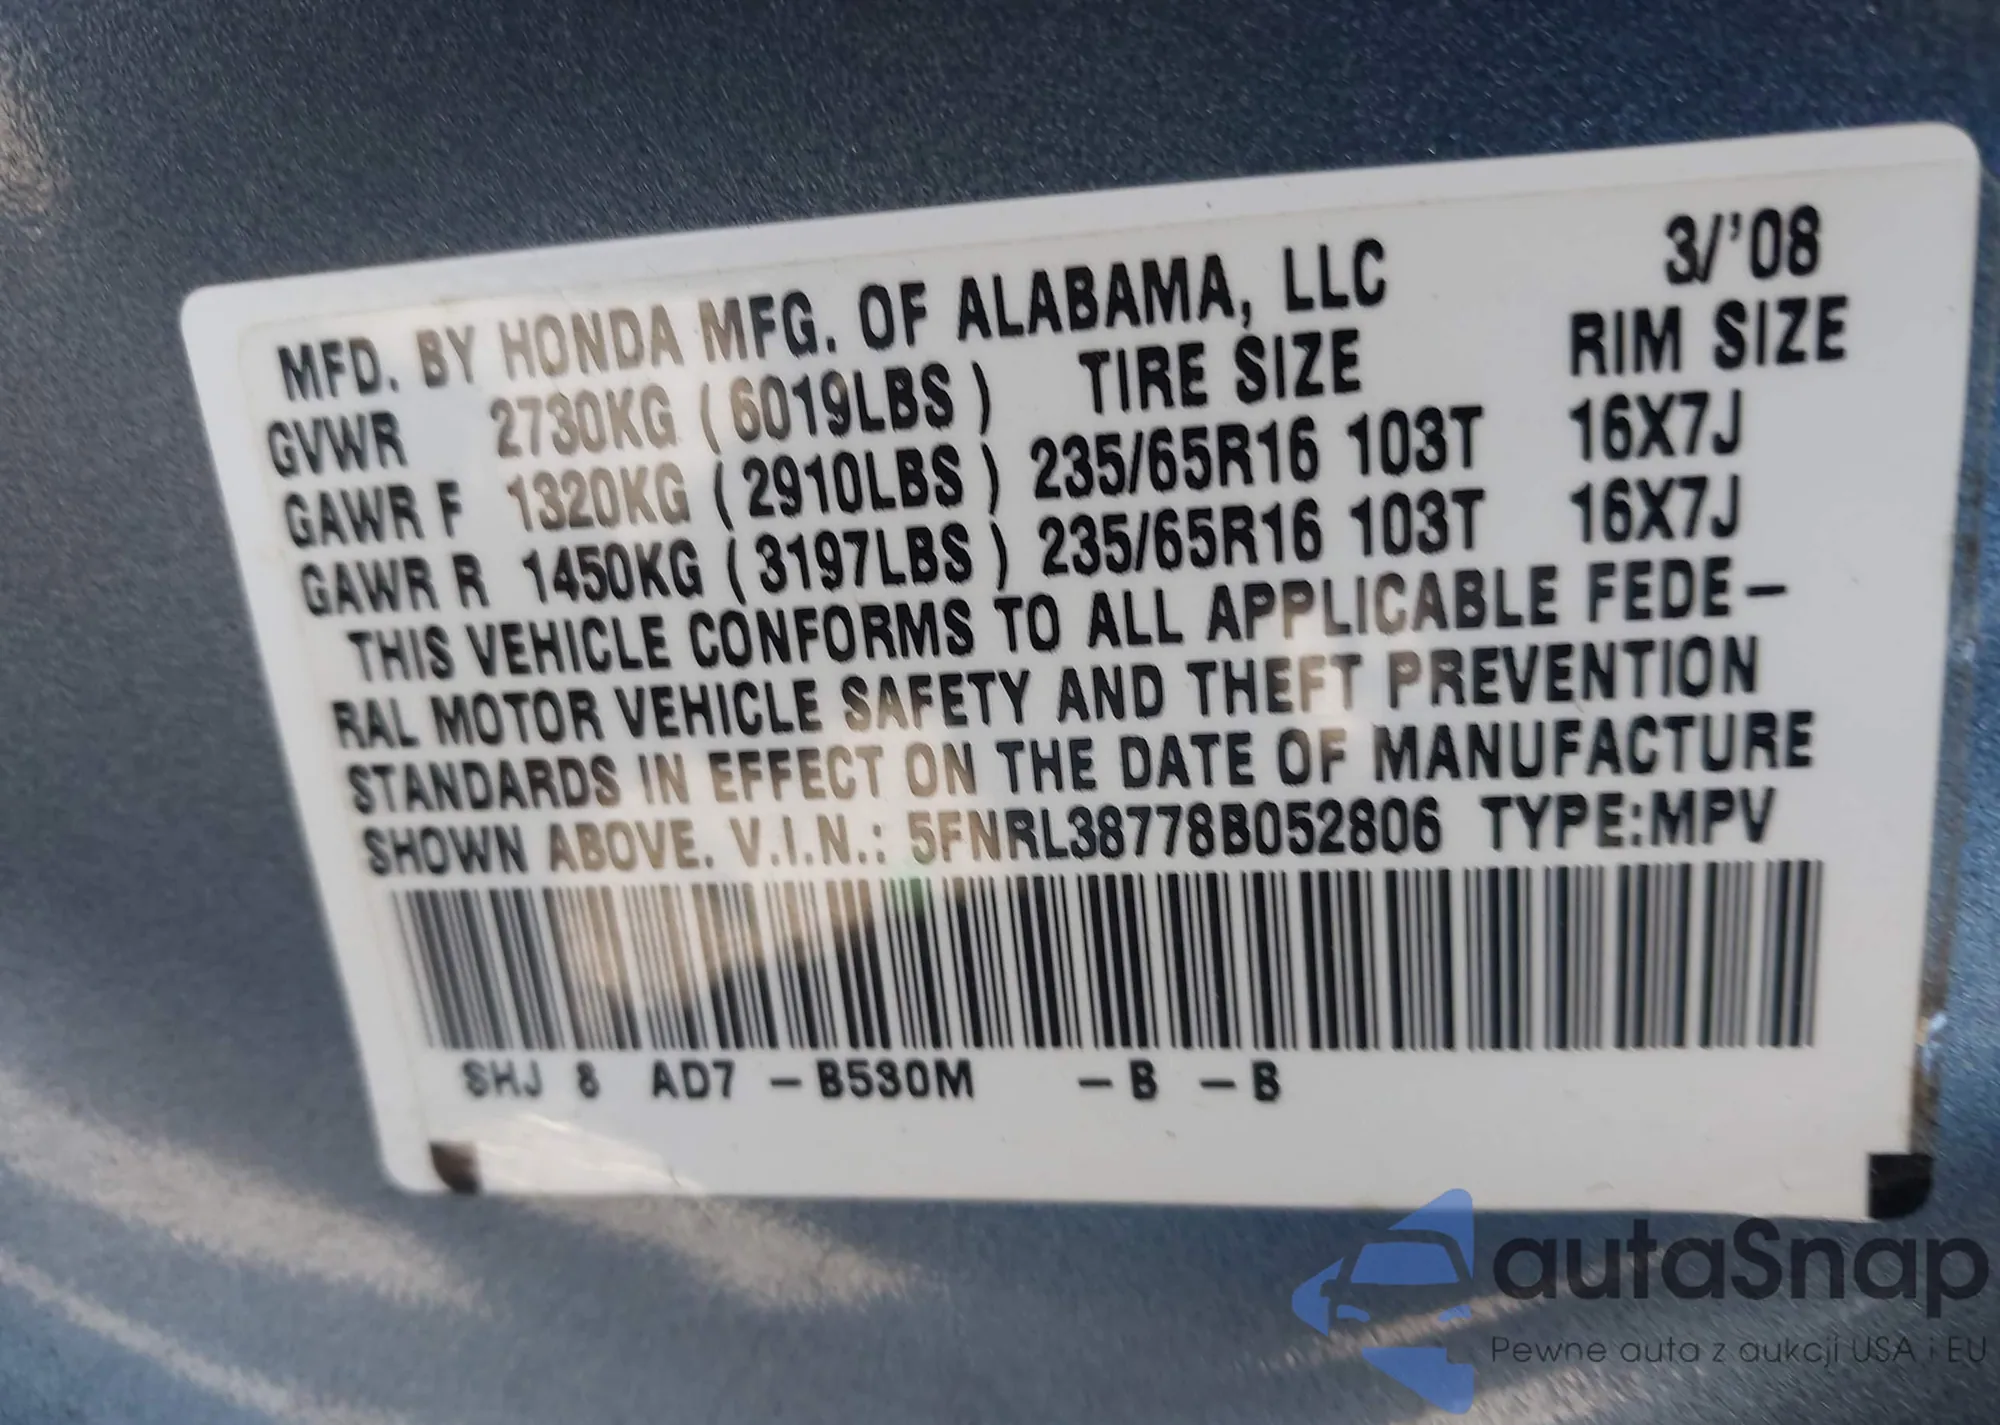 MFD. BY HONDA MFG. OF ALABAMA, LLC 3/'08
GVWR 2730KG ( 6019LBS ) TIRE SIZE RIM SIZE
GAWR F 1320KG ( 2910LBS ) 235/65R16 103T 16X7J
GAWR R 1450KG ( 3197LBS ) 235/65R16 103T 16X7J
THIS VEHICLE CONFORMS TO ALL APPLICABLE FEDE–
RAL MOTOR VEHICLE SAFETY AND THEFT PREVENTION
STANDARDS IN EFFECT ON THE DATE OF MANUFACTURE
SHOWN ABOVE. V.I.N.: 5FNRL38778B052806 TYPE:MPV
SHJ 8 AD7 – B530M – B – B
autaSnap
Pewne auta z aukcji USA i EU